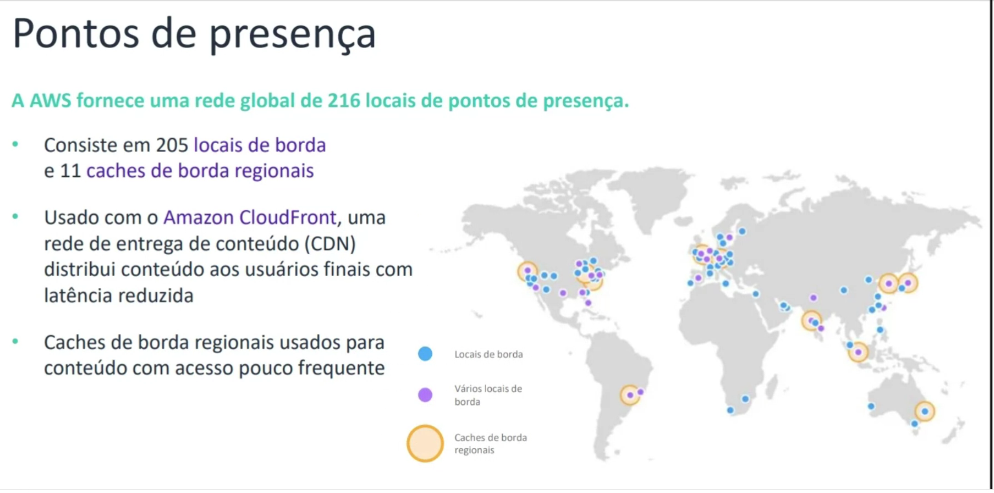 Pontos de presença
A AWS fornece uma rede global de 216 locais de pontos de presença.
• Consiste em 205 locais de borda
e 11 caches de borda regionais
• Usado com o Amazon CloudFront, uma
rede de entrega de conteúdo (CDN)
distribui conteúdo aos usuários finais com
latência reduzida
• Caches de borda regionais usados para
conteúdo com acesso pouco frequente
Locais de borda
Vários locais de
borda
Caches de borda
regionais